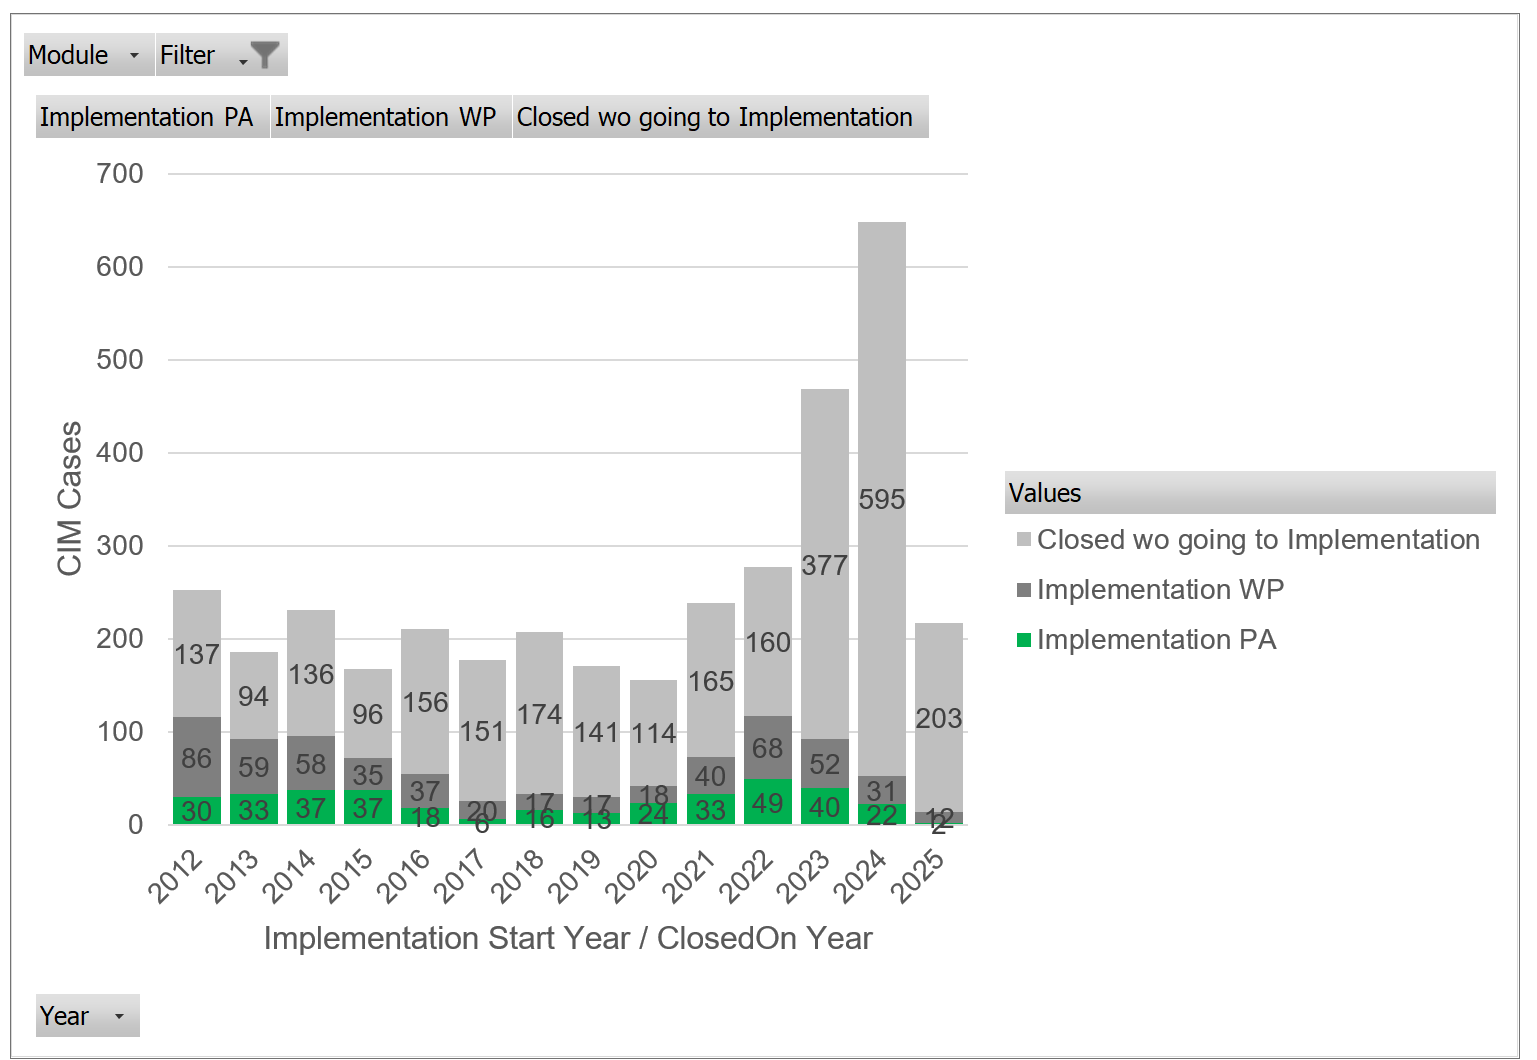 Module Filter
Implementation PA Implementation WP Closed wo going to Implementation
700
600
500
400
300
200
100
0
CIM Cases
137 94 136 96 156 151 174 141 114 165 160 377 595 203
86 59 58 35 37 20 17 17 18 40 68 52 31 12
30 33 37 37 18 6 16 13 24 33 49 40 22 2
2012 2013 2014 2015 2016 2017 2018 2019 2020 2021 2022 2023 2024 2025
Implementation Start Year / ClosedOn Year
Values
Closed wo going to Implementation
Implementation WP
Implementation PA
Year